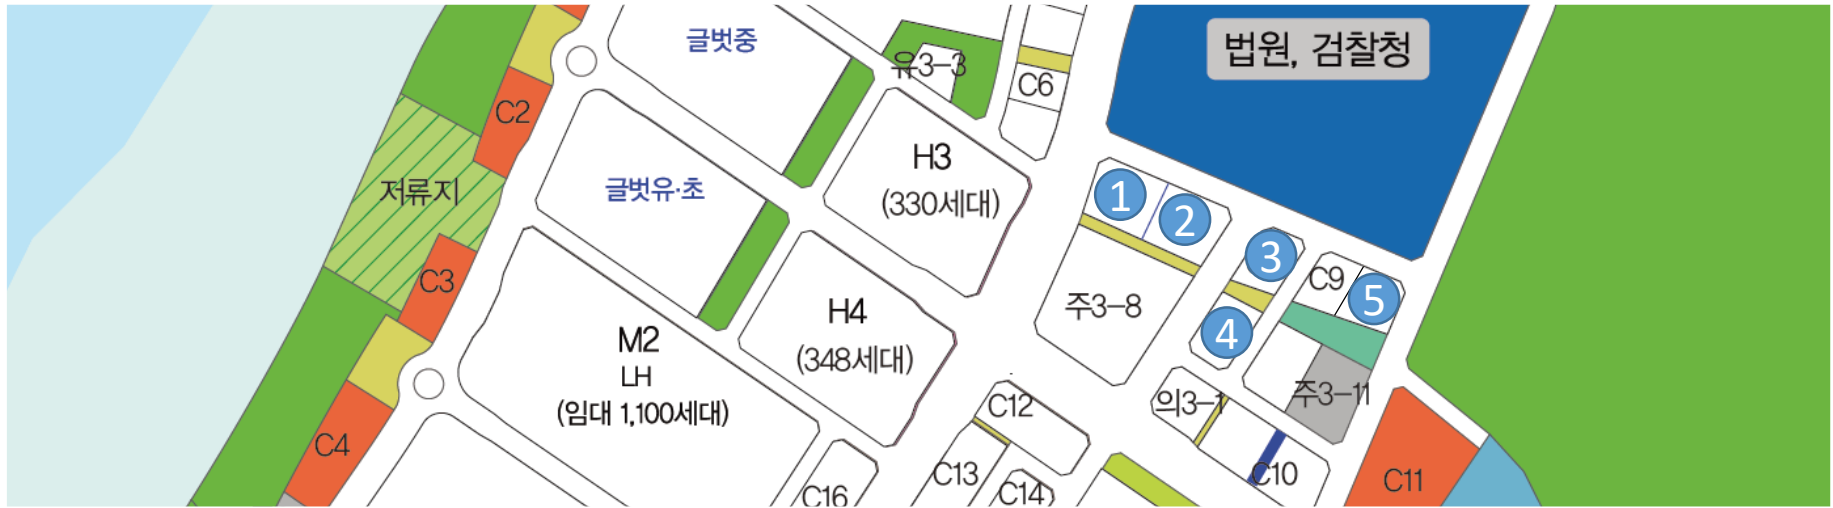 글벗중
법원, 검찰청
유3-3
C6
C2
H3
(330세대)
저류지
글벗유·초
1
2
3
C9
5
C3
주3-8
4
H4
(348세대)
M2
LH
(임대 1,100세대)
주3-11
의3-1
C12
C4
C13
C10
C11
C16
C14